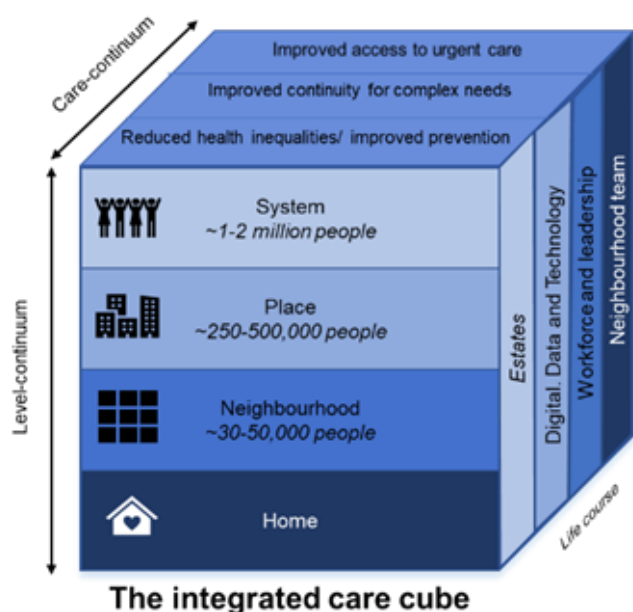 Care-continuum
Improved access to urgent care
Improved continuity for complex needs
Reduced health inequalities/ improved prevention
Level-continuum
System
~1-2 million people
Place
~250-500,000 people
Neighbourhood
~30-50,000 people
Home
Estates
Digital. Data and Technology
Workforce and leadership
Neighbourhood team
Life course
The integrated care cube